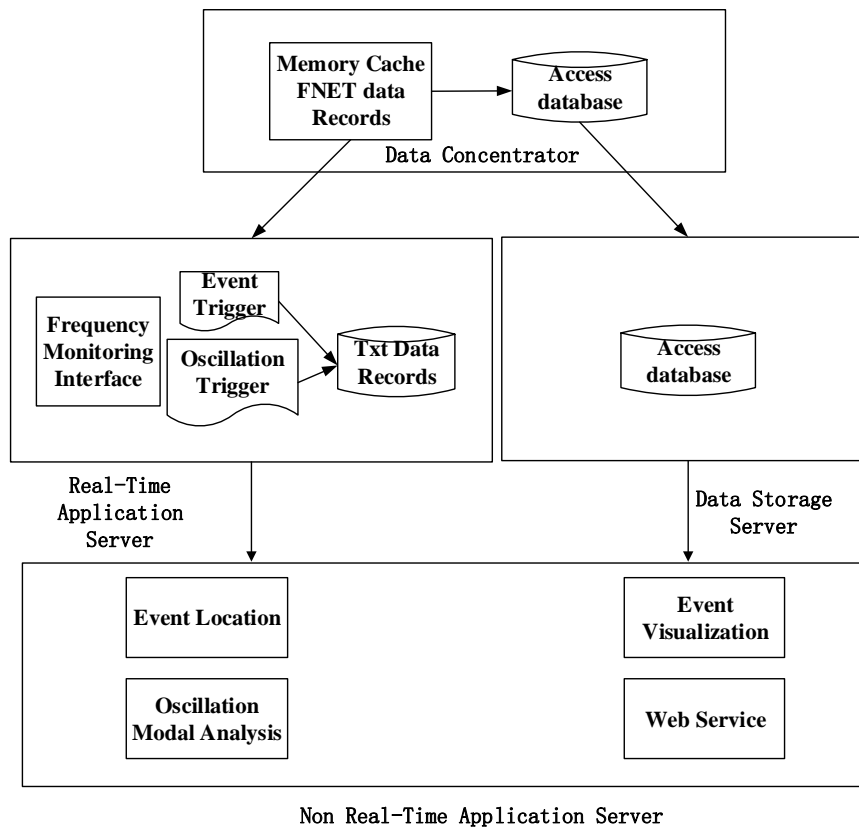 Memory Cache
FNET data
Records
Access
database
Data Concentrator
Event
Trigger
Frequency
Monitoring
Interface
Oscillation
Trigger
Txt Data
Records
Access
database
Real-Time
Application
Server
Data Storage
Server
Event Location
Event
Visualization
Oscillation
Modal Analysis
Web Service
Non Real-Time Application Server